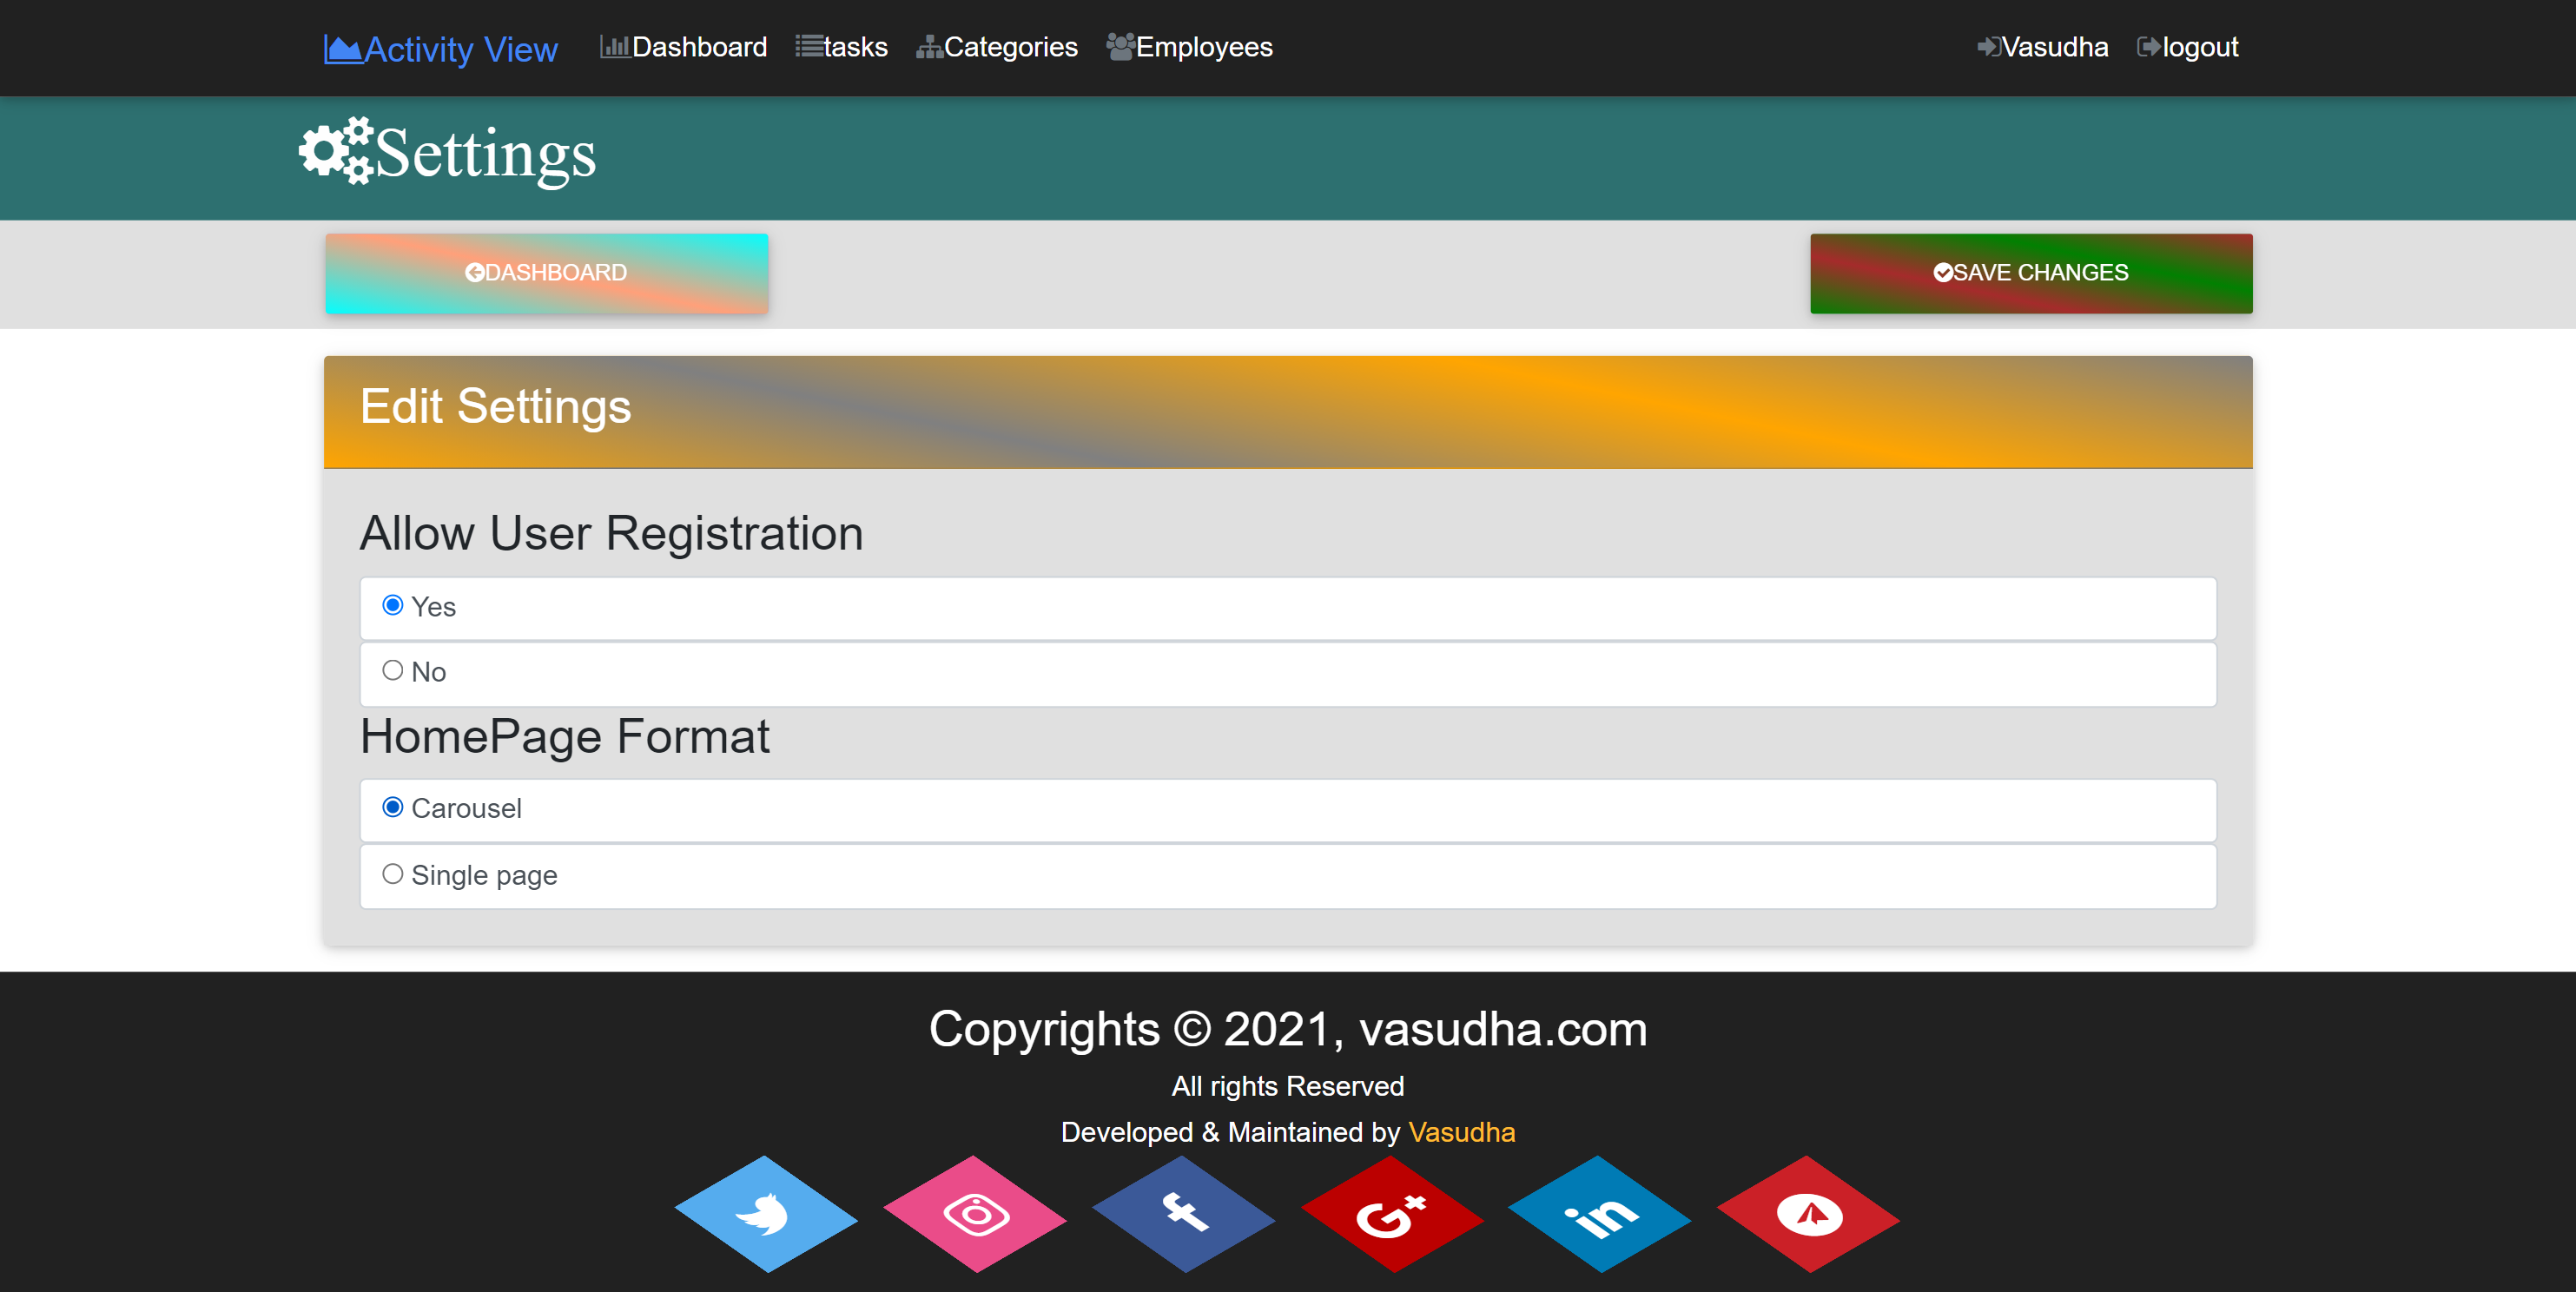 Activity View Dashboard tasks Categories Employees Vasudha logout
Settings
DASHBOARD SAVE CHANGES
Edit Settings
Allow User Registration
Yes
No
HomePage Format
Carousel
Single page
Copyrights © 2021, vasudha.com
All rights Reserved
Developed & Maintained by Vasudha